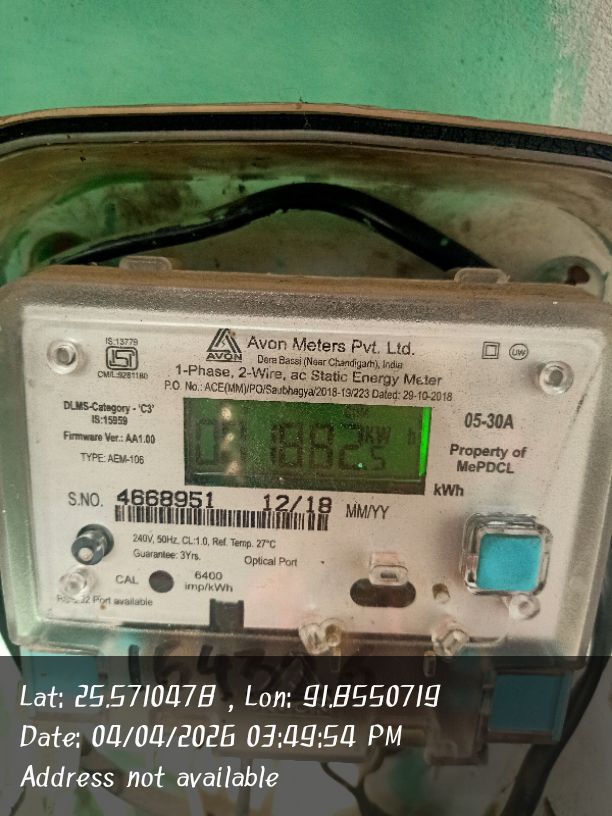 IS:13779
CM/L:9281180
AVON
Avon Meters Pvt. Ltd.
Dera Bassi (Near Chandigarh), India
UW
1-Phase, 2-Wire, ac Static Energy Meter
P.O. No.: ACE(MM)/PO/Saubhagya/2018-19/223 Dated: 29-10-2018
DLMS-Category - 'C3'
IS:15959
Firmware Ver.: AA1.00
TYPE: AEM-106
kW h
05-30A
Property of
MePDCL
kWh
S.NO. 4668951 12/18 MM/YY
240V, 50Hz, CL:1.0, Ref. Temp. 27°C
Guarantee: 3Yrs.
Optical Port
CAL
6400
imp/kWh
RS-232 Port available
Lat: 25.5710478 , Lon: 91.8550719
Date: 04/04/2026 03:49:54 PM
Address not available